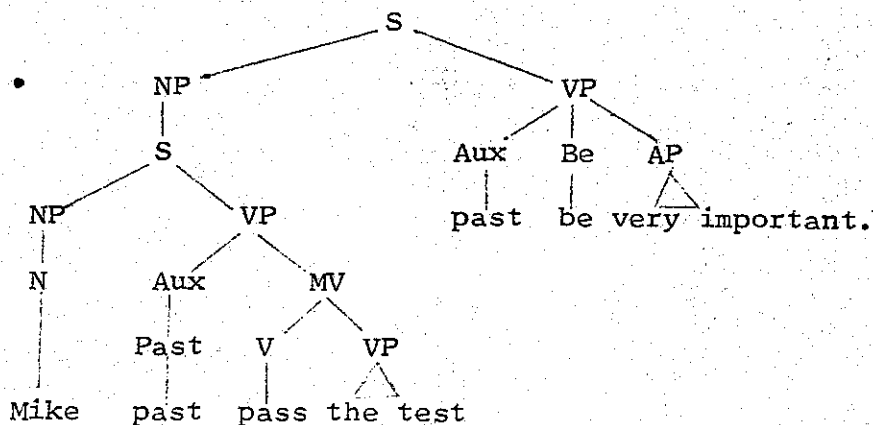 S
NP VP
S Aux Be AP
NP VP past be very important.
N Aux MV
Past V VP
Mike past pass the test